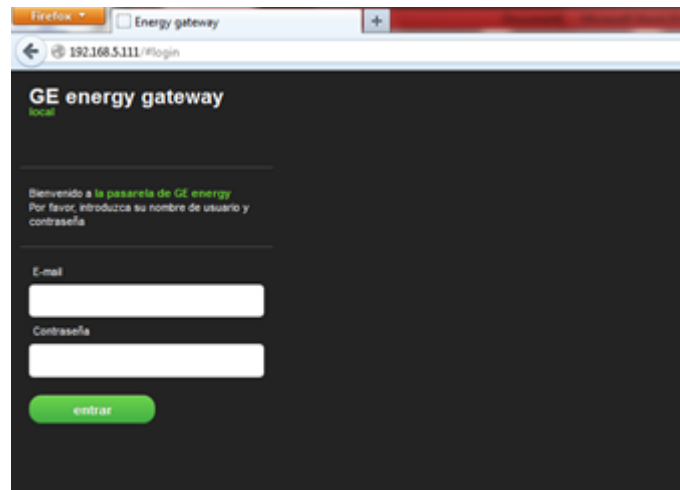 Firefox
Energy gateway
+
192.168.5.111/#login
GE energy gateway
local
Bienvenido a la pasarela de GE energy
Por favor, introduzca su nombre de usuario y
contraseña
E-mail
Contraseña
entrar